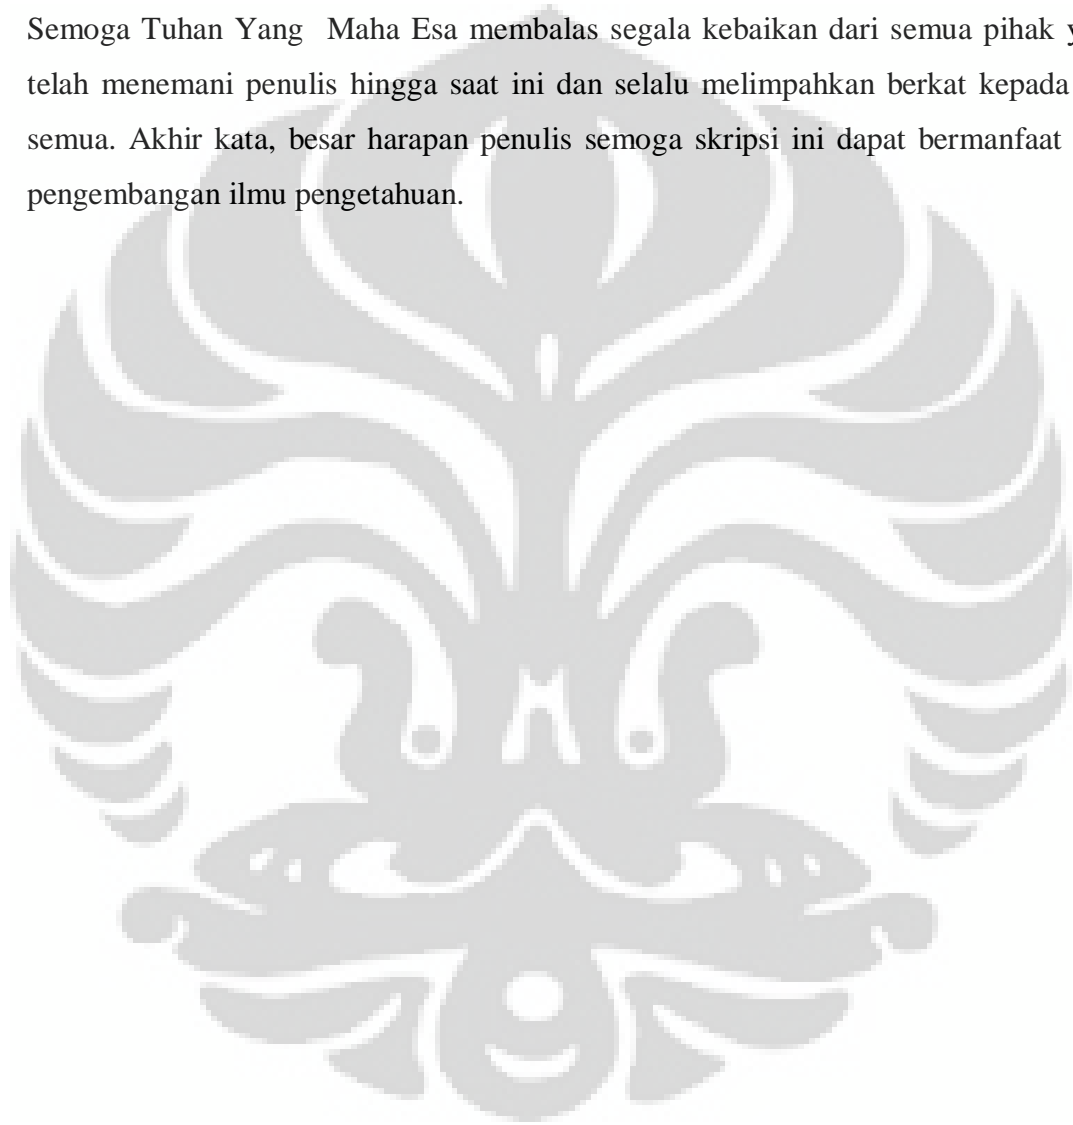 Semoga Tuhan Yang Maha Esa membalas segala kebaikan dari semua pihak
telah menemani penulis hingga saat ini dan selalu melimpahkan berkat kepada
semua. Akhir kata, besar harapan penulis semoga skripsi ini dapat bermanfaat
pengembangan ilmu pengetahuan.